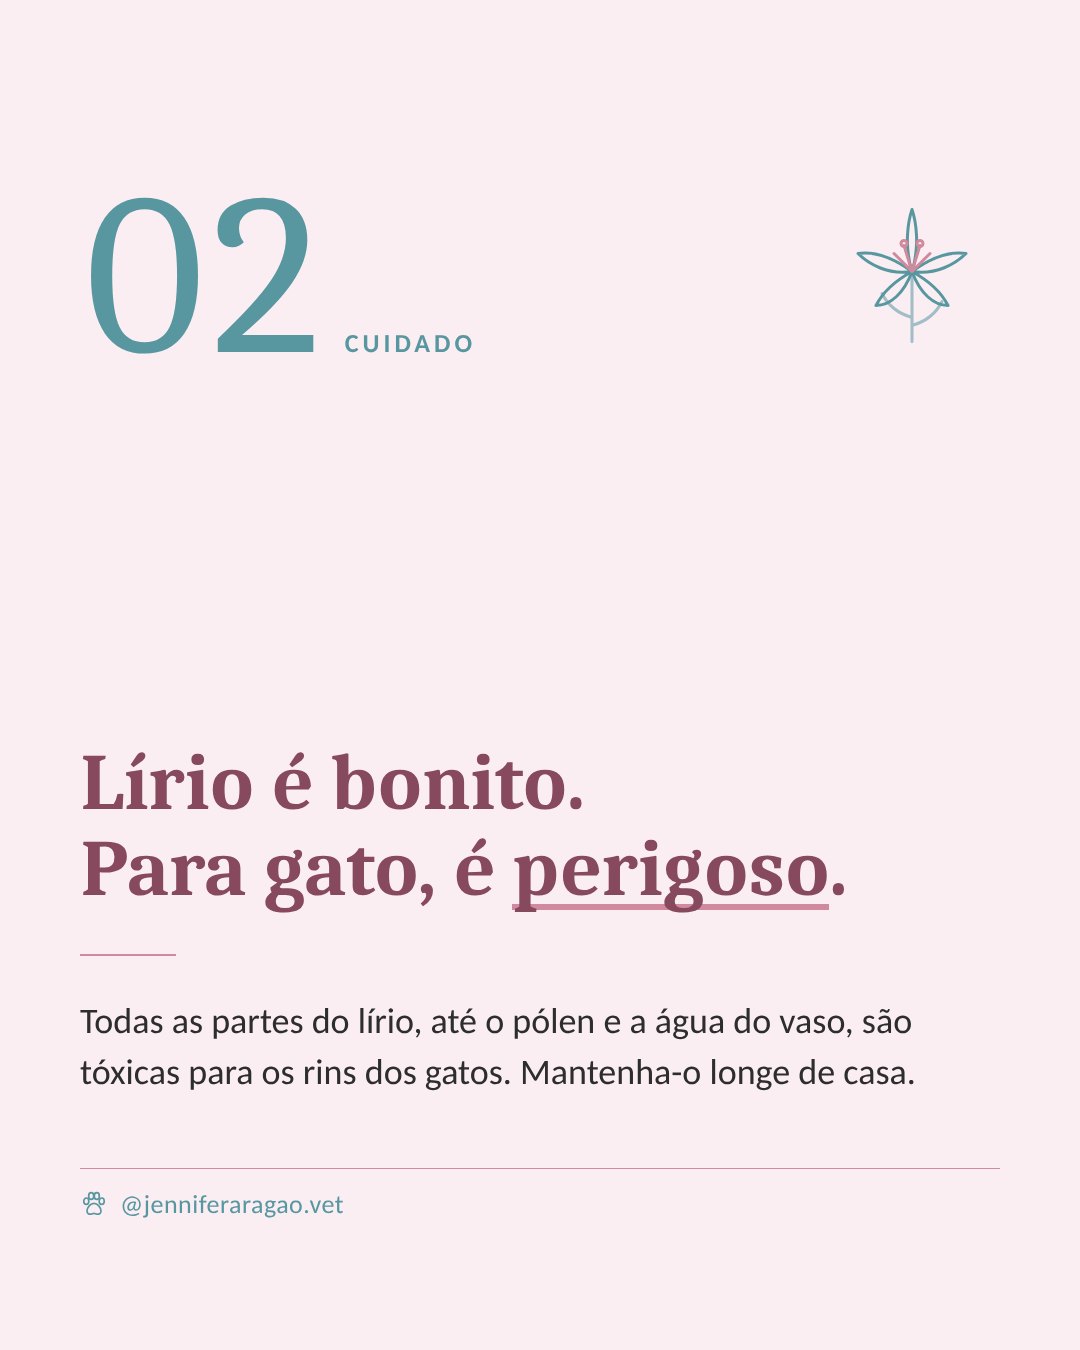 02 CUIDADO
Lírio é bonito.
Para gato, é perigoso.
Todas as partes do lírio, até o pólen e a água do vaso, são
tóxicas para os rins dos gatos. Mantenha-o longe de casa.
@jenniferaragao.vet